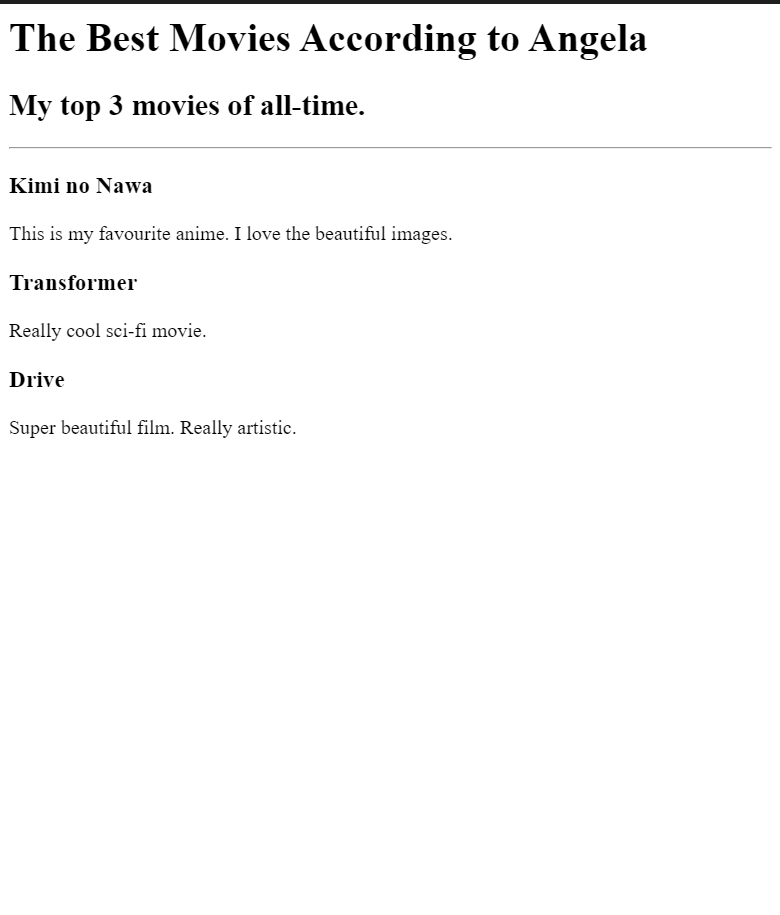 The Best Movies According to Angela
My top 3 movies of all-time.
Kimi no Nawa
This is my favourite anime. I love the beautiful images.
Transformer
Really cool sci-fi movie.
Drive
Super beautiful film. Really artistic.